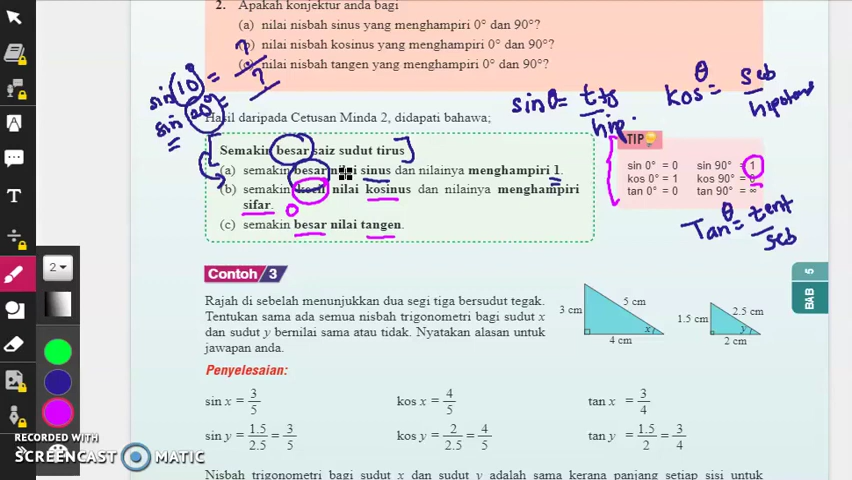 2. Apakah konjektur anda bagi
(a) nilai nisbah sinus yang menghampiri 0° dan 90°?
(b) nilai nisbah kosinus yang menghampiri 0° dan 90°?
(c) nilai nisbah tangen yang menghampiri 0° dan 90°?
sin 10° = ?
sin 20° = ?
Hasil daripada Cetusan Minda 2, didapati bahawa;
sin θ =
hip.
kos θ = seb
Semakin besar saiz sudut tirus
(a) semakin besar nilai sinus dan nilainya menghampiri 1.
(b) semakin kecil nilai kosinus dan nilainya menghampiri
sifar.
0
(c) semakin besar nilai tangen.
TIP
sin 0° = 0 sin 90° = 1
kos 0° = 1 kos 90° = 0
tan 0° = 0 tan 90° = ∞
Tan θ = tent
seb
Contoh 3
BAB 5
Rajah di sebelah menunjukkan dua segi tiga bersudut tegak.
Tentukan sama ada semua nisbah trigonometri bagi sudut x
dan sudut y bernilai sama atau tidak. Nyatakan alasan untuk
jawapan anda.
3 cm 5 cm x 4 cm
1.5 cm 2.5 cm y 2 cm
Penyelesaian:
sin x = 3/5 kos x = 4/5 tan x = 3/4
sin y = 1.5/2.5 = 3/5 kos y = 2/2.5 = 4/5 tan y = 1.5/2 = 3/4
Nisbah trigonometri bagi sudut x dan sudut y adalah sama kerana panjang setiap sisi untuk
2
RECORDED WITH
SCREENCAST MATIC